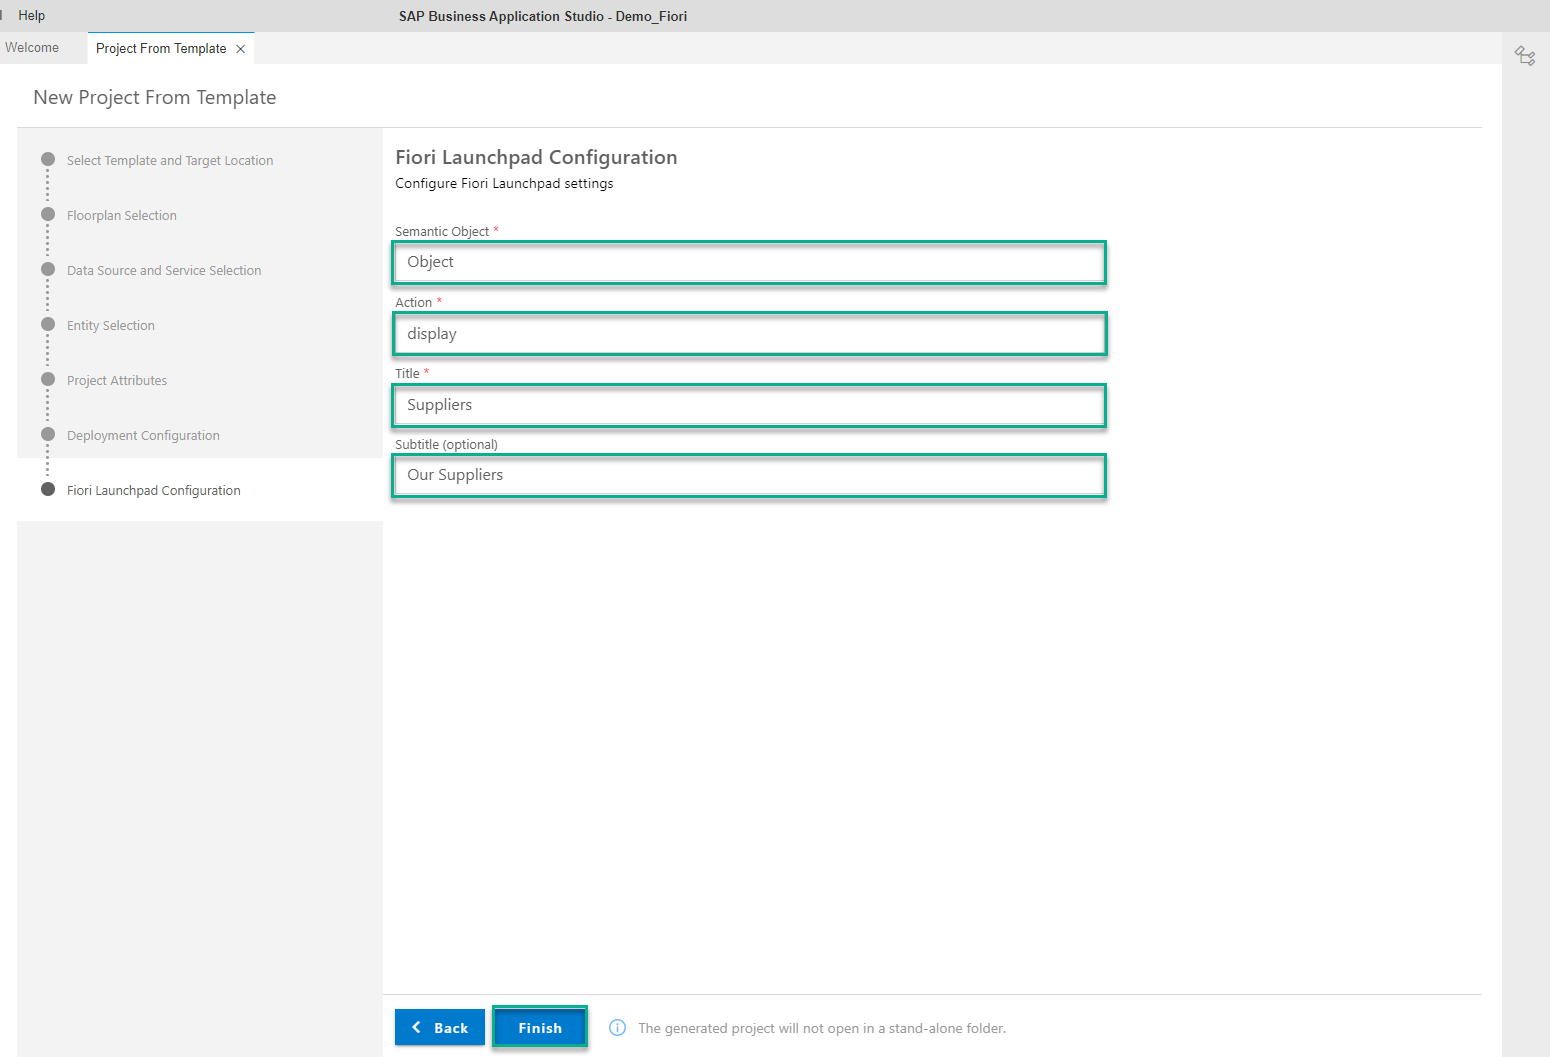 Help
SAP Business Application Studio - Demo_Fiori
Welcome
Project From Template
New Project From Template
Select Template and Target Location
Floorplan Selection
Data Source and Service Selection
Entity Selection
Project Attributes
Deployment Configuration
Fiori Launchpad Configuration
Fiori Launchpad Configuration
Configure Fiori Launchpad settings
Semantic Object *
Object
Action *
display
Title *
Suppliers
Subtitle (optional)
Our Suppliers
Back
Finish
The generated project will not open in a stand-alone folder.